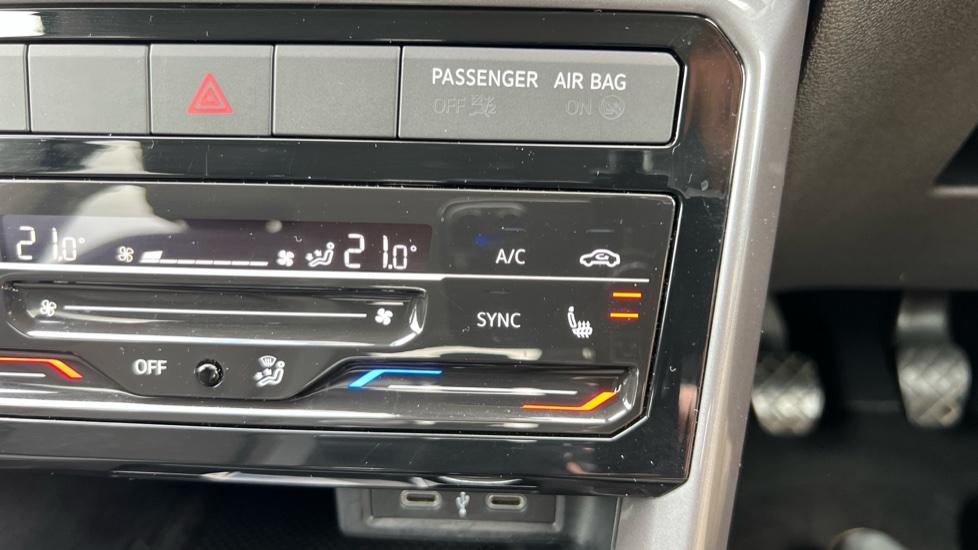 PASSENGER AIR BAG
OFF ON
21.0° 21.0°
A/C
SYNC
OFF